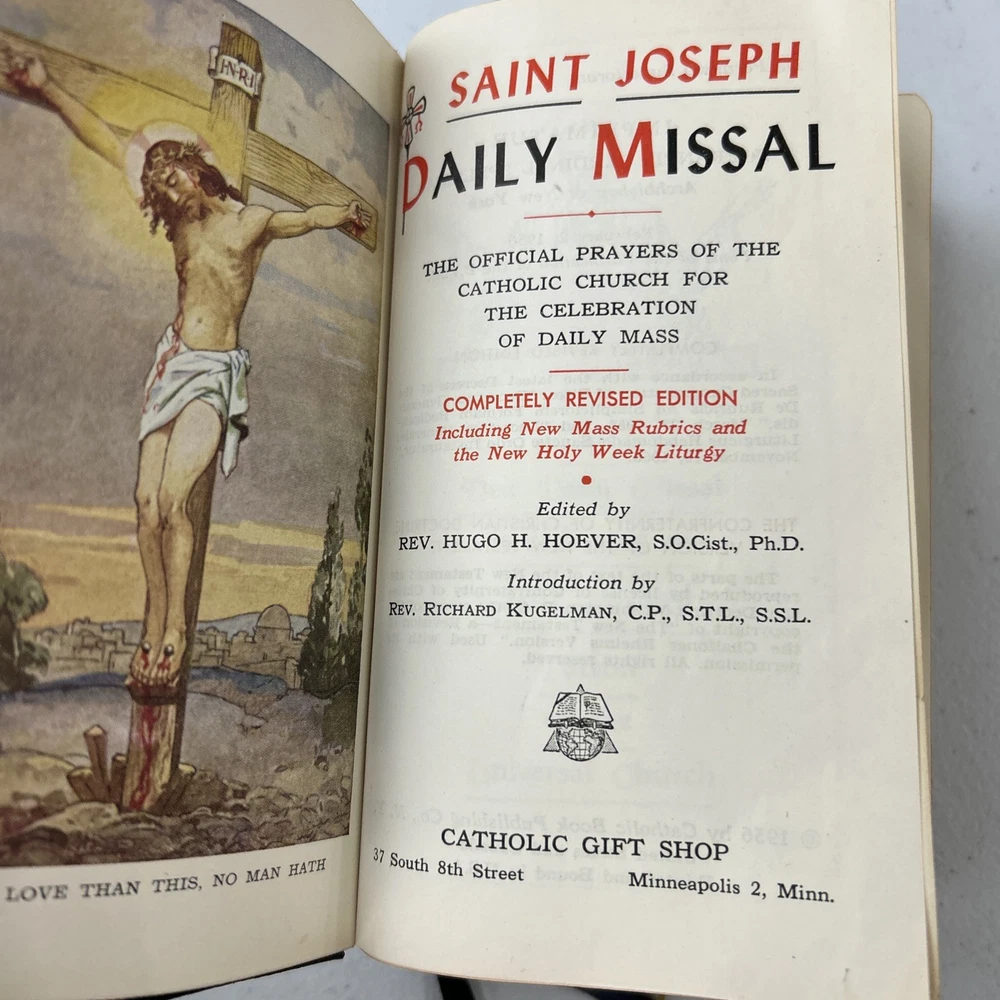 I·N·R·I
LOVE THAN THIS, NO MAN HATH
SAINT JOSEPH
DAILY MISSAL
THE OFFICIAL PRAYERS OF THE
CATHOLIC CHURCH FOR
THE CELEBRATION
OF DAILY MASS
COMPLETELY REVISED EDITION
Including New Mass Rubrics and
the New Holy Week Liturgy
Edited by
REV. HUGO H. HOEVER, S.O.Cist., Ph.D.
Introduction by
REV. RICHARD KUGELMAN, C.P., S.T.L., S.S.L.
CATHOLIC GIFT SHOP
37 South 8th Street Minneapolis 2, Minn.